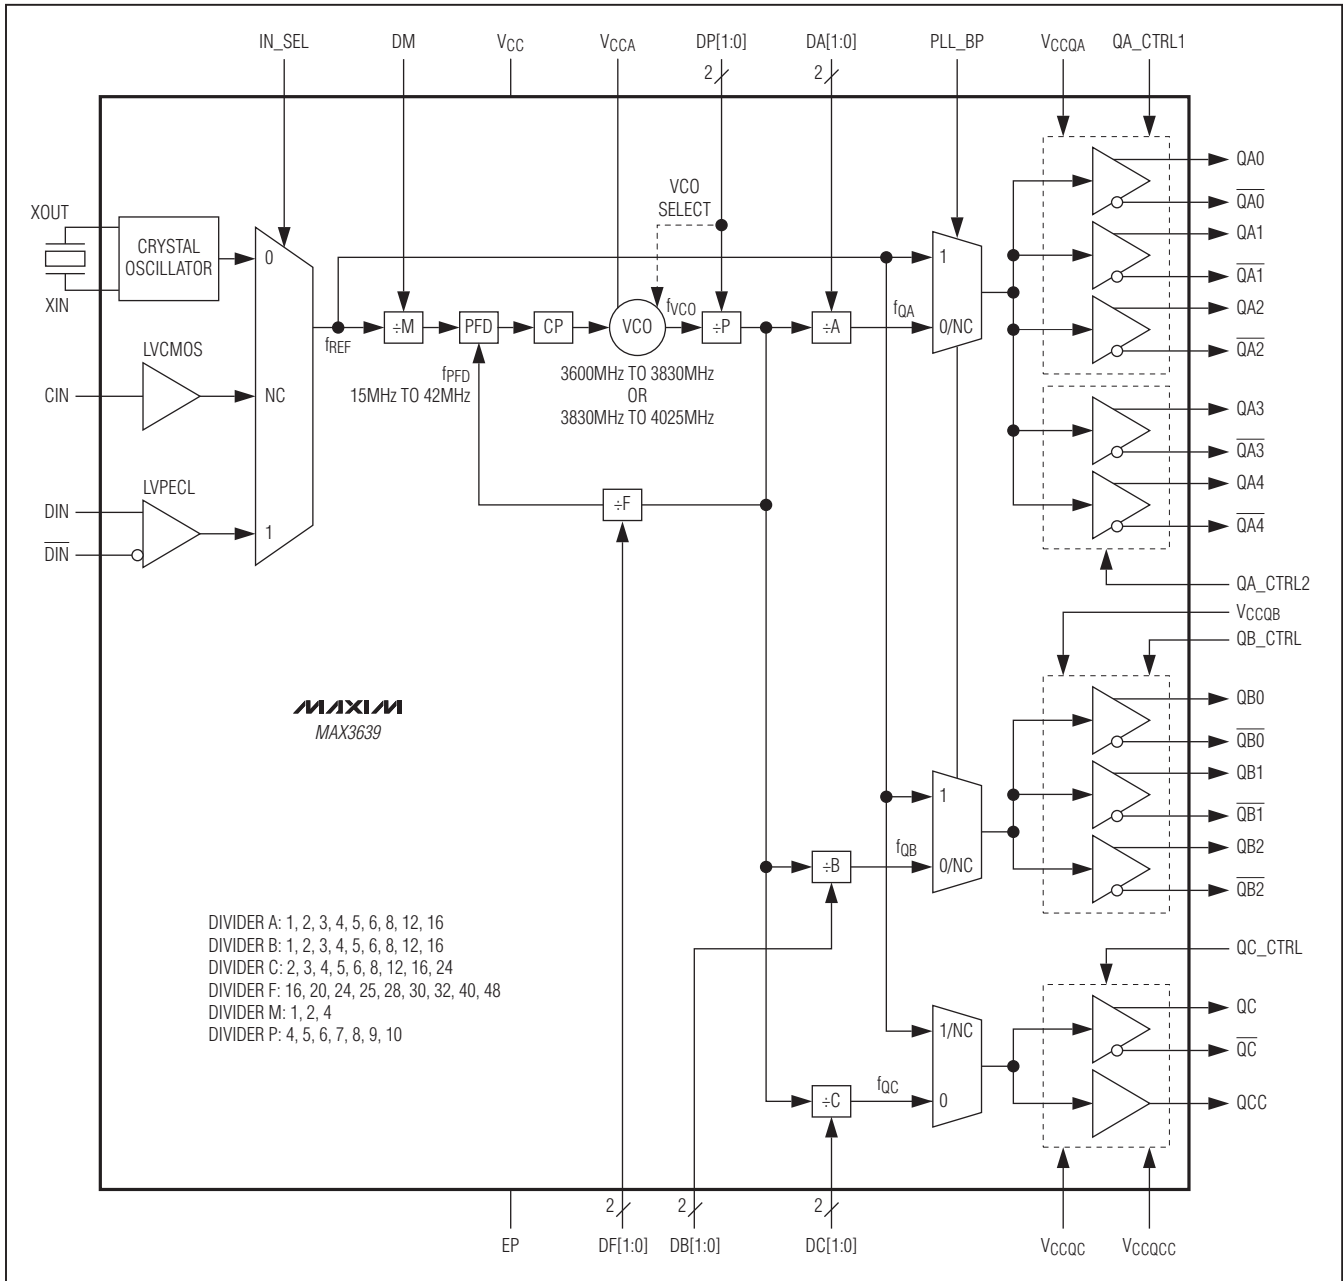 IN_SEL DM VCC VCCA DP[1:0] DA[1:0] PLL_BP VCCQA QA_CTRL1
2 2
QA0
QA0
VCO
SELECT
XOUT
CRYSTAL
OSCILLATOR
XIN
0
1
QA1
QA1
QA2
QA2
fREF
÷M
PFD
CP
VCO
fVCO
÷P
÷A
fQA
0/NC
LVCMOS
CIN
NC
fPFD
15MHz TO 42MHz
3600MHz TO 3830MHz
OR
3830MHz TO 4025MHz
QA3
QA3
QA4
QA4
LVPECL
DIN
DIN
1
÷F
QA_CTRL2
VCCQB
QB_CTRL
MAXIM
MAX3639
QB0
QB0
QB1
QB1
QB2
QB2
1
÷B
fQB
0/NC
DIVIDER A: 1, 2, 3, 4, 5, 6, 8, 12, 16
DIVIDER B: 1, 2, 3, 4, 5, 6, 8, 12, 16
DIVIDER C: 2, 3, 4, 5, 6, 8, 12, 16, 24
DIVIDER F: 16, 20, 24, 25, 28, 30, 32, 40, 48
DIVIDER M: 1, 2, 4
DIVIDER P: 4, 5, 6, 7, 8, 9, 10
QC_CTRL
QC
QC
QCC
1/NC
÷C
fQC
0
2 2 2
EP DF[1:0] DB[1:0] DC[1:0] VCCQC VCCQCC